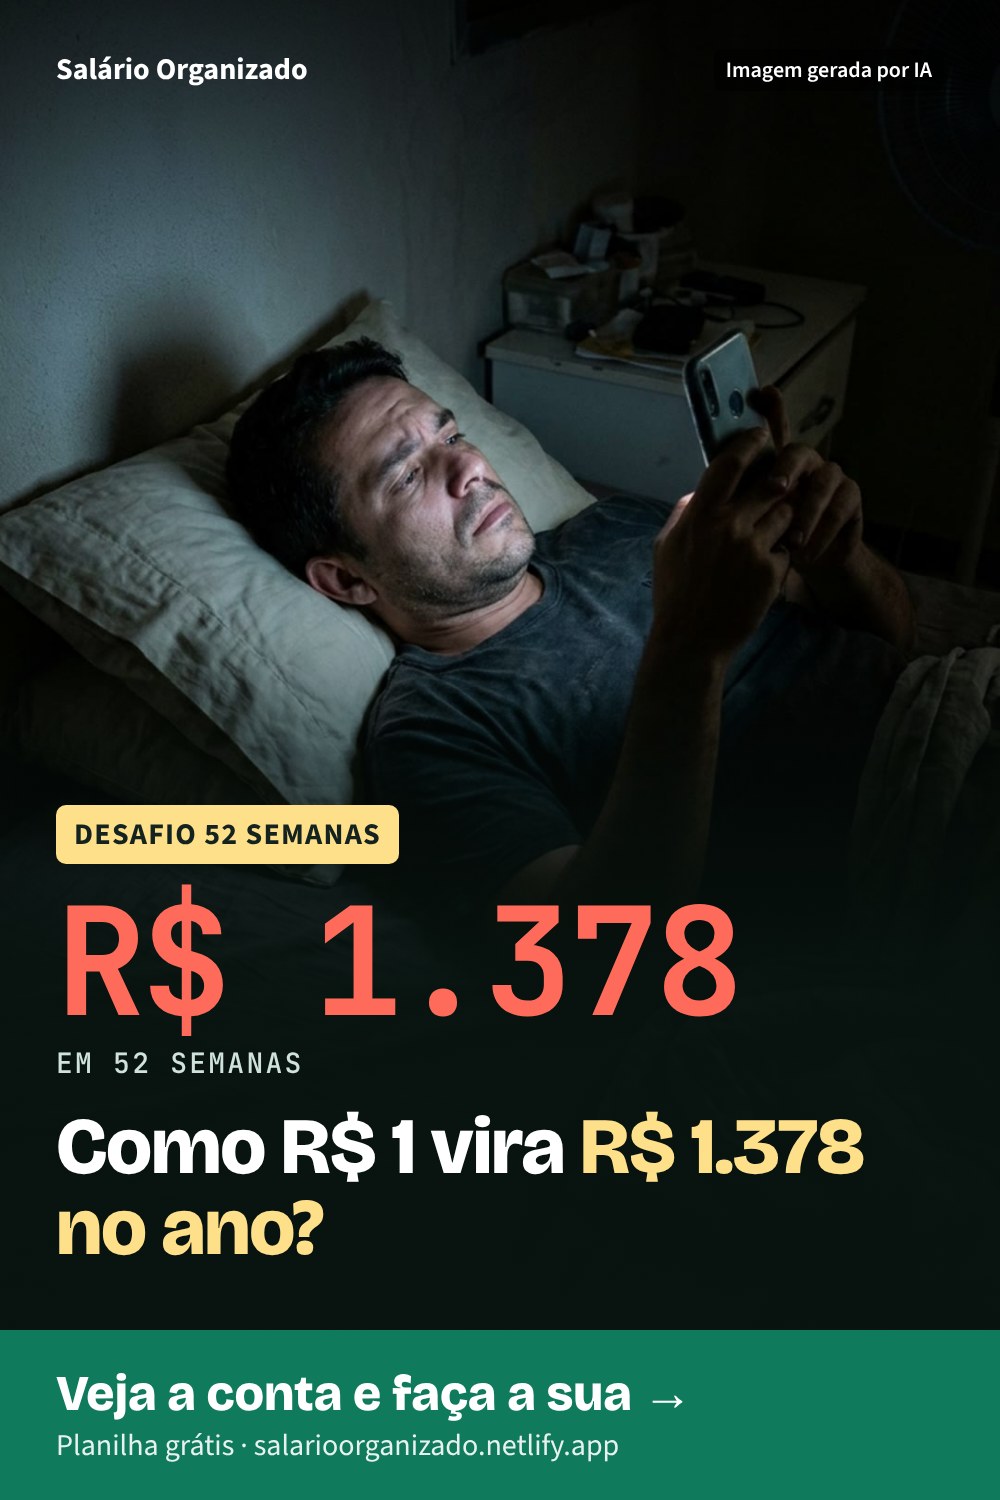 Salário Organizado
Imagem gerada por IA
DESAFIO 52 SEMANAS
R$ 1.378
EM 52 SEMANAS
Como R$ 1 vira R$ 1.378
no ano?
Veja a conta e faça a sua →
Planilha grátis · salarioorganizado.netlify.app